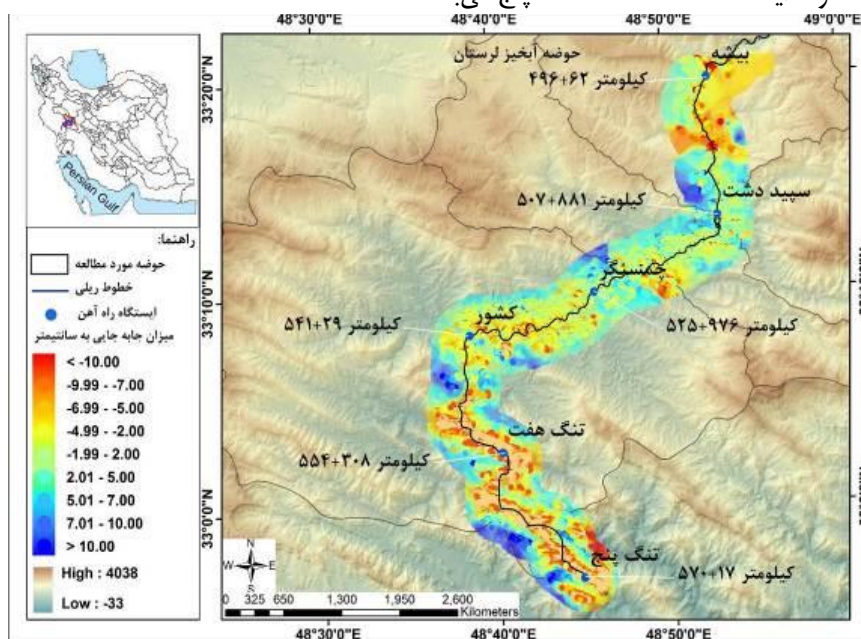 48°30'0"E
48°40'0"E
48°50'0"E
49°0'0"E
33°20'0"N
33°10'0"N
33°0'0"N
Persian Gulf
راهنما:
حوضه مورد مطالعه
خطوط ریلی
ایستگاه راه آهن
میزان جابه جایی به سانتیمتر
< -10.00
-9.99 - -7.00
-6.99 - -5.00
-4.99 - -2.00
-1.99 - 2.00
2.01 - 5.00
5.01 - 7.00
7.01 - 10.00
> 10.00
High : 4038
Low : -33
حوضه آبخیز لرستان
بیشه
کیلومتر ۴۹۶+۶۲
سپید دشت
کیلومتر ۵۰۷+۸۸۱
چمسنگر
کیلومتر ۵۲۵+۹۷۶
کشور
کیلومتر ۵۴۱+۲۹
تنگ هفت
کیلومتر ۵۵۴+۳۰۸
تنگ پنج
کیلومتر ۵۷۰+۱۷
N
W
E
S
0 325 650 1,300 1,950 2,600
Kilometers
48°30'0"E
48°40'0"E
48°50'0"E
49°0'0"E